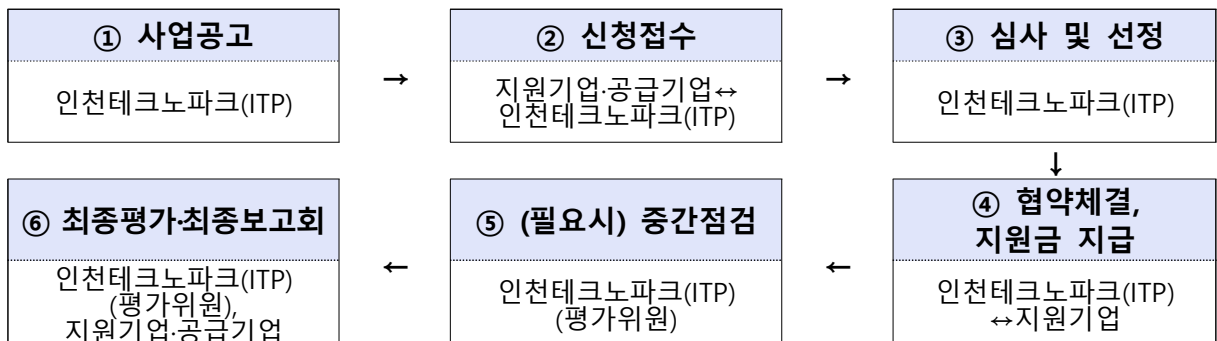 ① 사업공고
인천테크노파크(ITP)
→
② 신청접수
지원기업·공급기업↔
인천테크노파크(ITP)
→
③ 심사 및 선정
인천테크노파크(ITP)
↓
④ 협약체결,
지원금 지급
인천테크노파크(ITP)
↔지원기업
←
⑤ (필요시) 중간점검
인천테크노파크(ITP)
(평가위원)
←
⑥ 최종평가·최종보고회
인천테크노파크(ITP)
(평가위원),
지원기업·공급기업